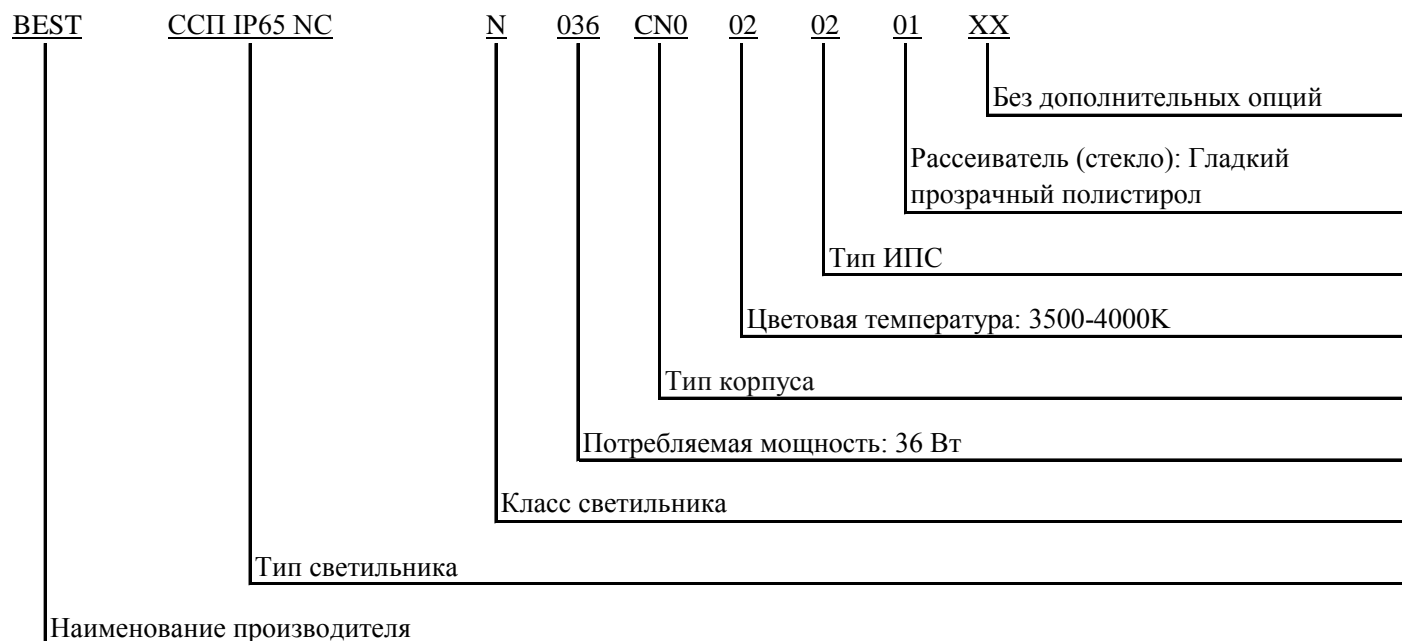 BEST ССП IP65 NC N 036 CN0 02 02 01 XX
Без дополнительных опций
Рассеиватель (стекло): Гладкий
прозрачный полистирол
Тип ИПС
Цветовая температура: 3500-4000K
Тип корпуса
Потребляемая мощность: 36 Вт
Класс светильника
Тип светильника
Наименование производителя